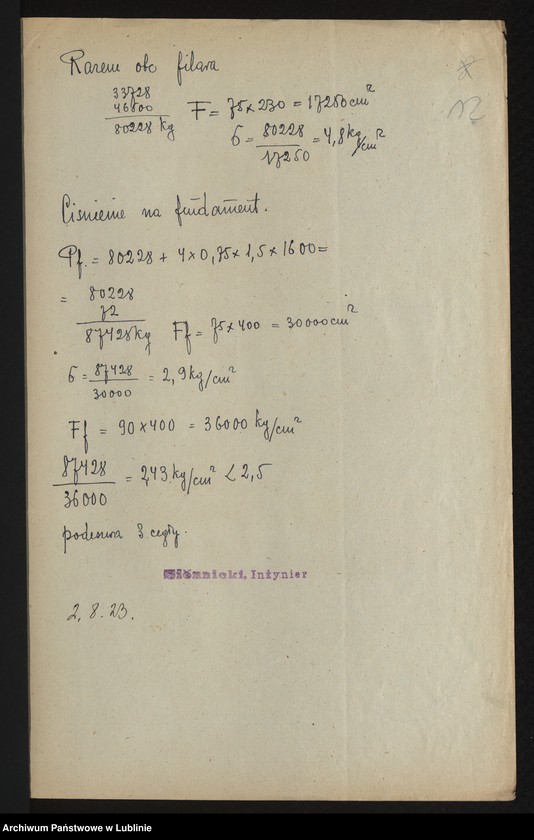 Razem obc filara
33728
46500
80228 kg
F = 75 x 230 = 17250 cm²
б = 80228 / 17250 = 4,8 kg/cm²
Ciśnienie na fundament.
Pf. = 80228 + 4 x 0,75 x 1,5 x 1600 =
= 80228
72
87428 kg
Ff = 75 x 400 = 30000 cm²
б = 87428 / 30000 = 2,9 kg/cm²
Ff = 90 x 400 = 36000 kg/cm²
87428 / 36000 = 2,43 kg/cm² < 2,5
podeszwa 3 cegły.
Inżynier
2. 8. 23.
12
Archiwum Państwowe w Lublinie